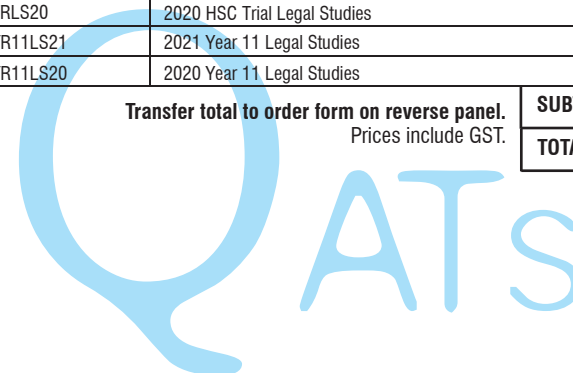 RLS20 2020 HSC Trial Legal Studies
R11LS21 2021 Year 11 Legal Studies
R11LS20 2020 Year 11 Legal Studies
Transfer total to order form on reverse panel. SUB
Prices include GST. TOTA
QATS